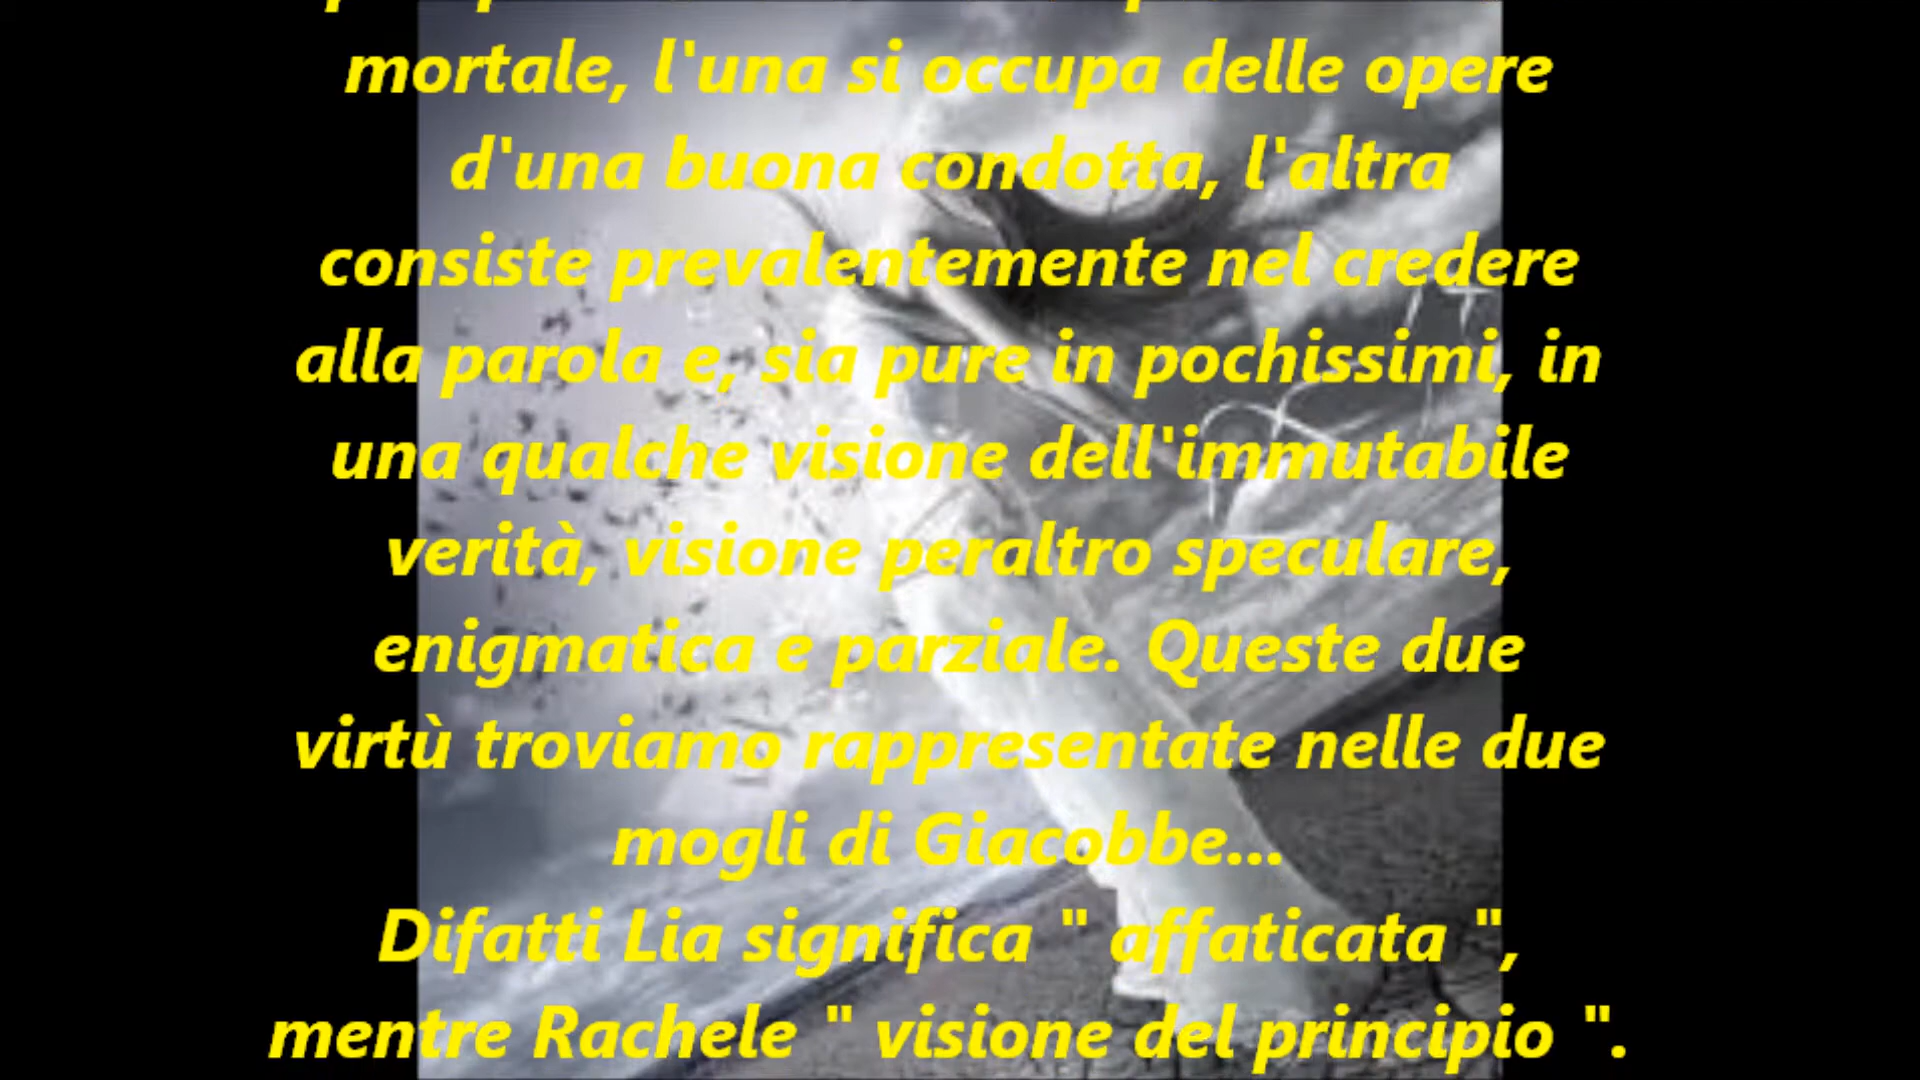 mortale, l'una si occupa delle opere
d'una buona condotta, l'altra
consiste prevalentemente nel credere
alla parola e, sia pure in pochissimi, in
una qualche visione dell'immutabile
verità, visione peraltro speculare,
enigmatica e parziale. Queste due
virtù troviamo rappresentate nelle due
mogli di Giacobbe...
Difatti Lia significa " affaticata ",
mentre Rachele " visione del principio ".